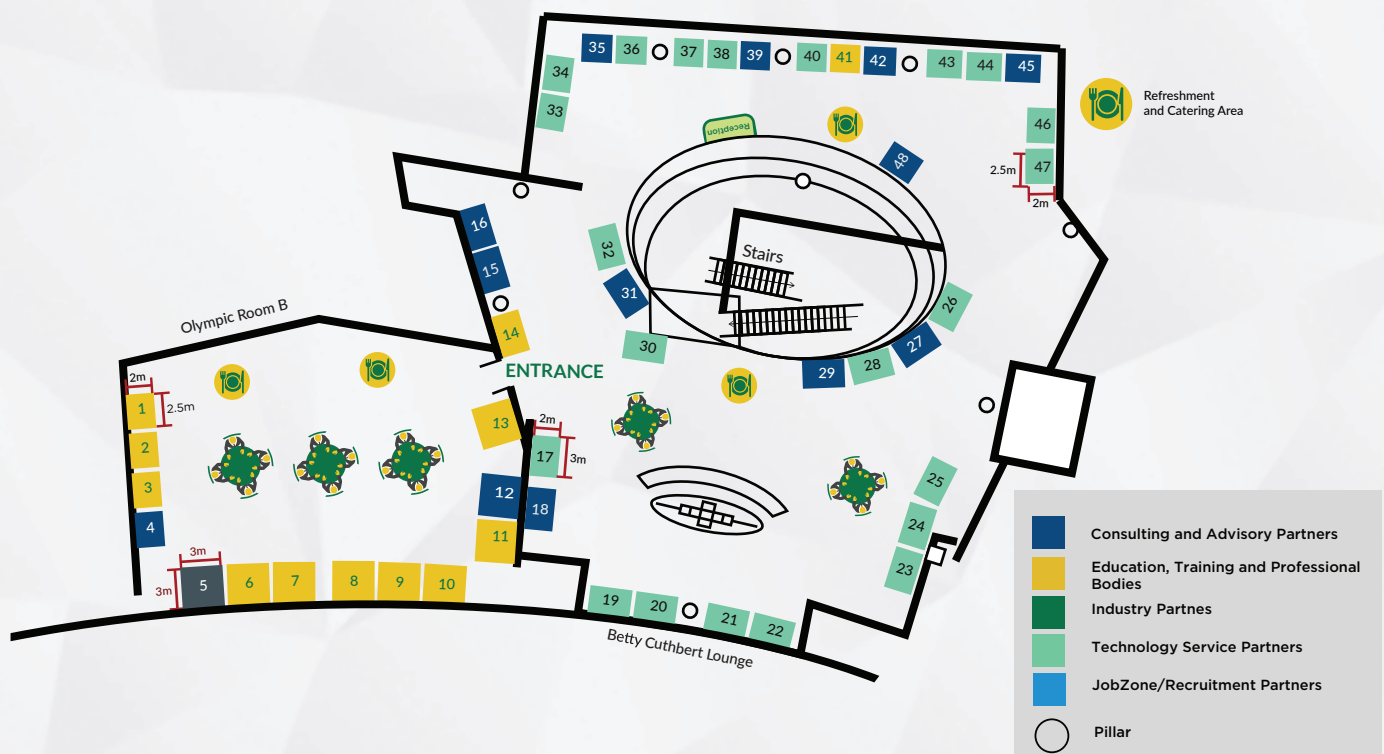 35
36
37
38
39
40
41
42
43
44
45
34
33
Refreshment
and Catering Area
Reception
46
48
47
2.5m
2m
16
32
Stairs
15
31
26
Olympic Room B
14
30
27
ENTRANCE
29
28
2m
1
2.5m
13
2m
2
17
3m
3
12
25
4
18
24
11
3m
5
3m
6
7
8
9
10
23
19
20
21
22
Betty Cuthbert Lounge
Consulting and Advisory Partners
Education, Training and Professional
Bodies
Industry Partnes
Technology Service Partners
JobZone/Recruitment Partners
Pillar